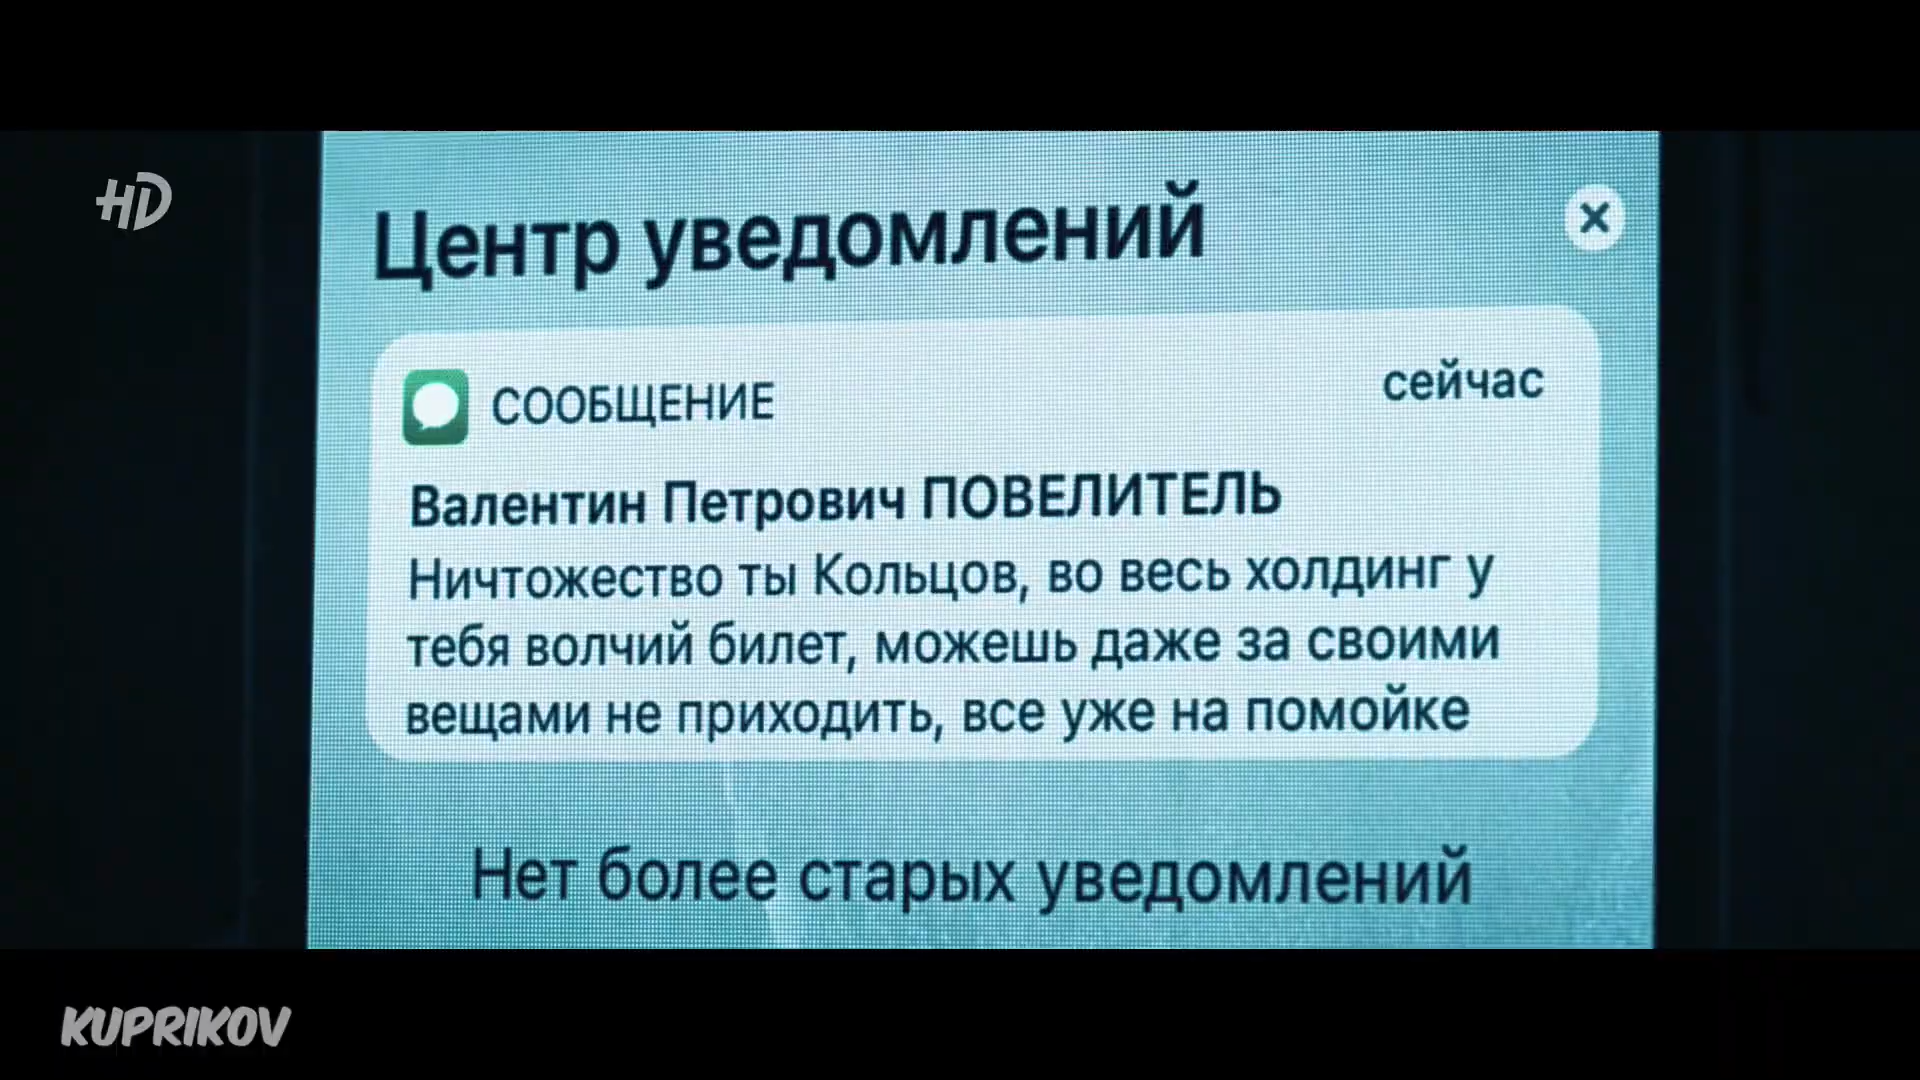 HD
Центр уведомлений
СООБЩЕНИЕ
сейчас
Валентин Петрович ПОВЕЛИТЕЛЬ
Ничтожество ты Кольцов, во весь холдинг у
тебя волчий билет, можешь даже за своими
вещами не приходить, все уже на помойке
Нет более старых уведомлений
KUPRIKOV